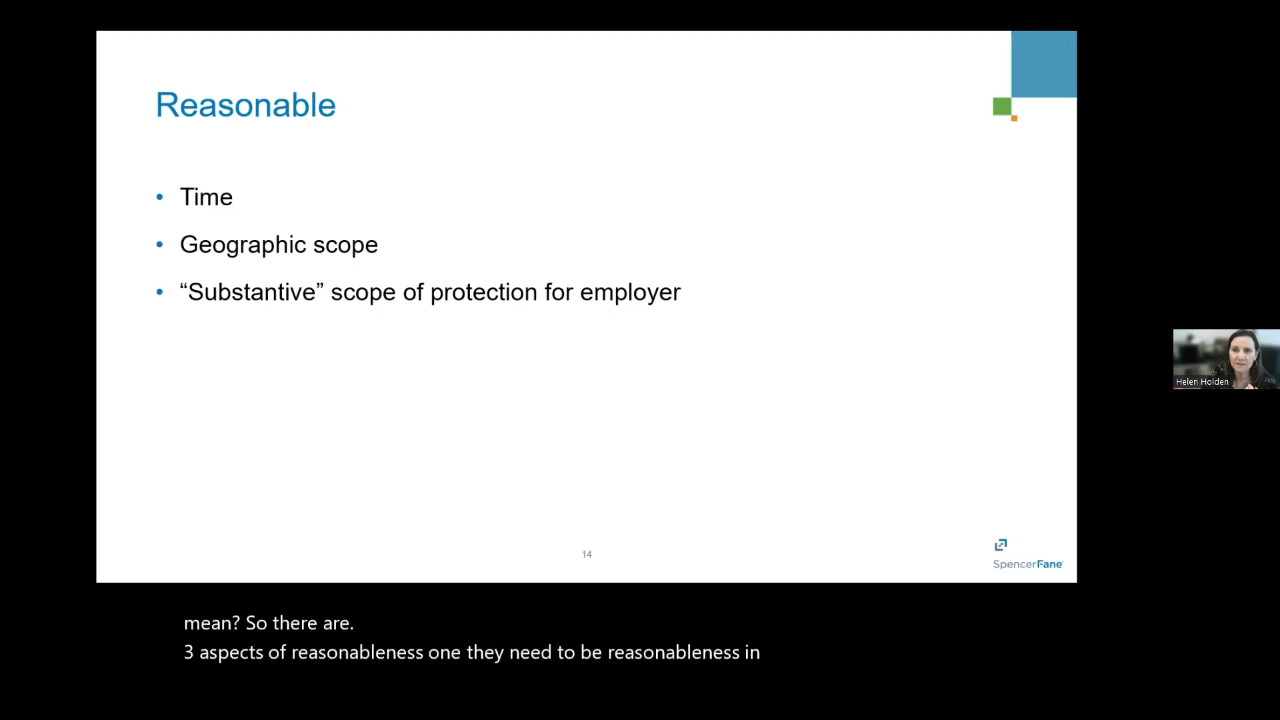 Reasonable
• Time
• Geographic scope
• “Substantive” scope of protection for employer
14
SpencerFane
Helen Holden
mean? So there are.
3 aspects of reasonableness one they need to be reasonableness in